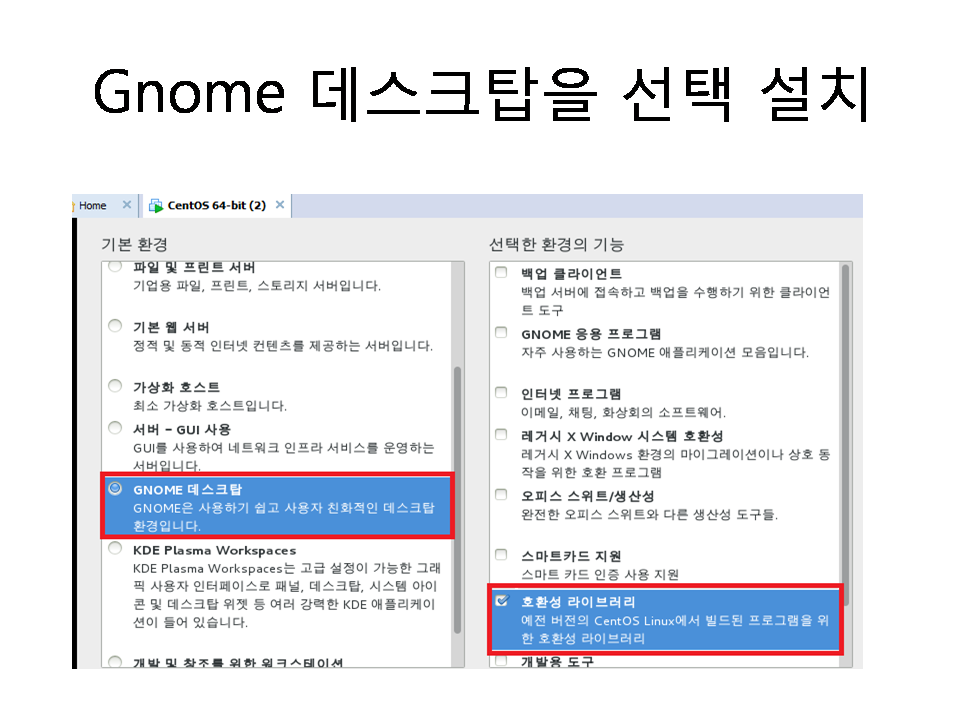 Gnome 데스크탑을 선택 설치
Home
CentOS 64-bit (2)
기본 환경
파일 및 프린트 서버
기업용 파일, 프린트, 스토리지 서버입니다.
기본 웹 서버
정적 및 동적 인터넷 컨텐츠를 제공하는 서버입니다.
가상화 호스트
최소 가상화 호스트입니다.
서버 – GUI 사용
GUI를 사용하여 네트워크 인프라 서비스를 운영하는
서버입니다.
GNOME 데스크탑
GNOME은 사용하기 쉽고 사용자 친화적인 데스크탑
환경입니다.
KDE Plasma Workspaces
KDE Plasma Workspaces는 고급 설정이 가능한 그래
픽 사용자 인터페이스로 패널, 데스크탑, 시스템 아이
콘 및 데스크탑 위젯 등 여러 강력한 KDE 애플리케이
션이 들어 있습니다.
개발 및 창조를 위한 워크스테이션
선택한 환경의 기능
백업 클라이언트
백업 서버에 접속하고 백업을 수행하기 위한 클라이언
트 도구
GNOME 응용 프로그램
자주 사용하는 GNOME 애플리케이션 모음입니다.
인터넷 프로그램
이메일, 채팅, 화상회의 소프트웨어.
레거시 X Window 시스템 호환성
레거시 X Windows 환경의 마이그레이션이나 상호 동
작을 위한 호환 프로그램
오피스 스위트/생산성
완전한 오피스 스위트와 다른 생산성 도구들.
스마트카드 지원
스마트 카드 인증 사용 지원
호환성 라이브러리
예전 버전의 CentOS Linux에서 빌드된 프로그램을 위
한 호환성 라이브러리
개발용 도구